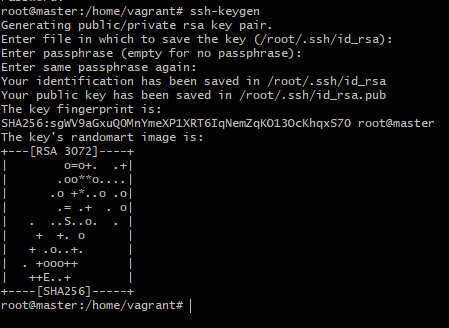 root@master:/home/vagrant# ssh-keygen
Generating public/private rsa key pair.
Enter file in which to save the key (/root/.ssh/id_rsa):
Enter passphrase (empty for no passphrase):
Enter same passphrase again:
Your identification has been saved in /root/.ssh/id_rsa
Your public key has been saved in /root/.ssh/id_rsa.pub
The key fingerprint is:
SHA256:sgWV9aGxuQ0MnYmeXP1XRT6IqNemZqKO13OcKhqxS70 root@master
The key's randomart image is:
+---[RSA 3072]----+
|        o=o+.  .+|
|       .oo**o....|
|      .o +*..o .o|
|       .= .+  . o|
|   .  ..S..o.  . |
|    +  +. o      |
|   + .o..+.      |
|  . +ooo++       |
|   ++E..+        |
+----[SHA256]-----+
root@master:/home/vagrant#